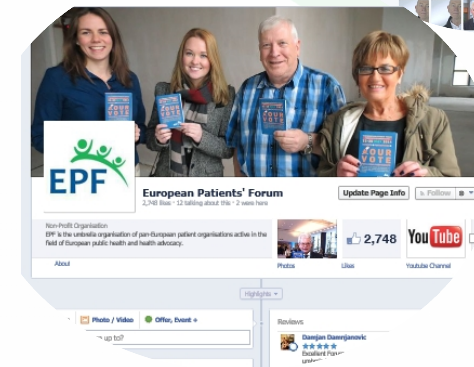 YOUR
VOTE
YOUR
VOTE
EPF
European Patients' Forum
2,748 likes · 12 talking about this · 2 were here
Update Page Info
Follow
Non-Profit Organisation
EPF is the umbrella organisation of pan-European patient organisations active in the
field of European public health and health advocacy.
About
Photos
2,748
Likes
YouTube
Youtube Channel
Highlights
Photo / Video
Offer, Event +
up to?
Reviews
Damjan Damnjanovic
Excellent